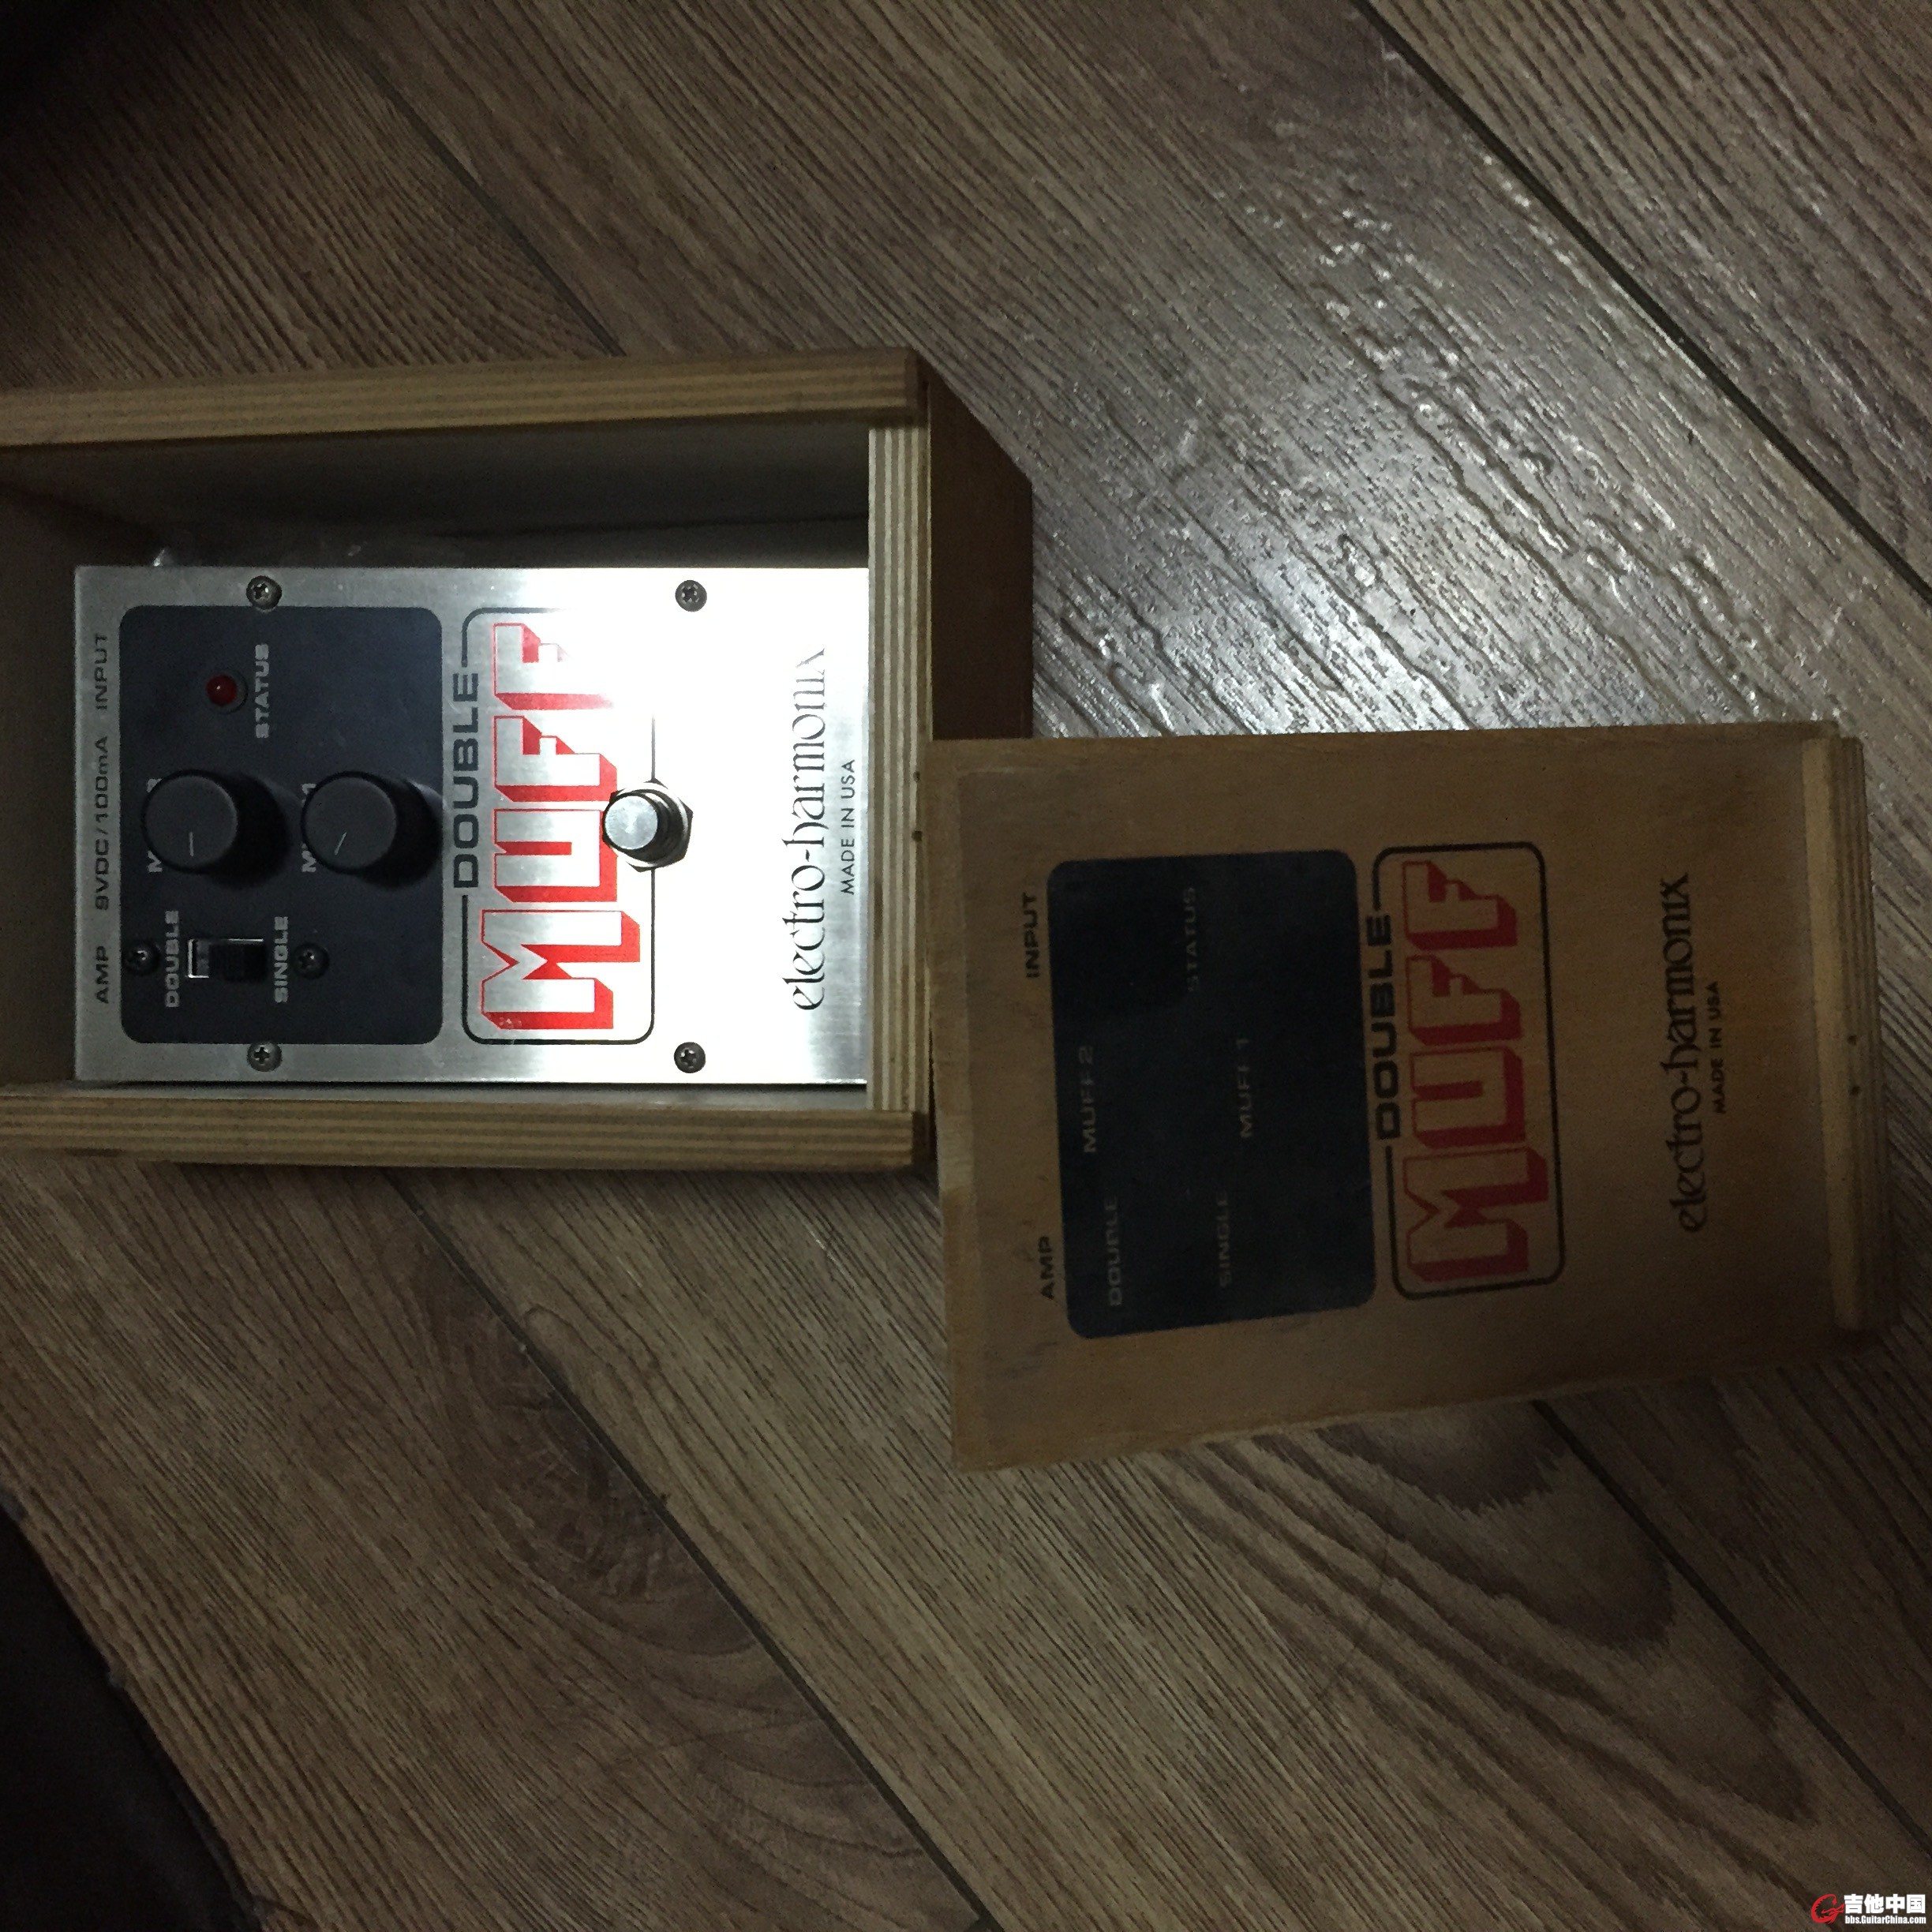 AMP 9VDC/100mA INPUT
DOUBLE
STATUS
SINGLE
DOUBLE
MUFF
electro-harmonix
MADE IN USA
AMP INPUT
DOUBLE MUFF 2 STATUS
SINGLE MUFF 1
DOUBLE
MUFF
electro-harmonix
MADE IN USA
吉他中国
bbs.GuitarChina.com